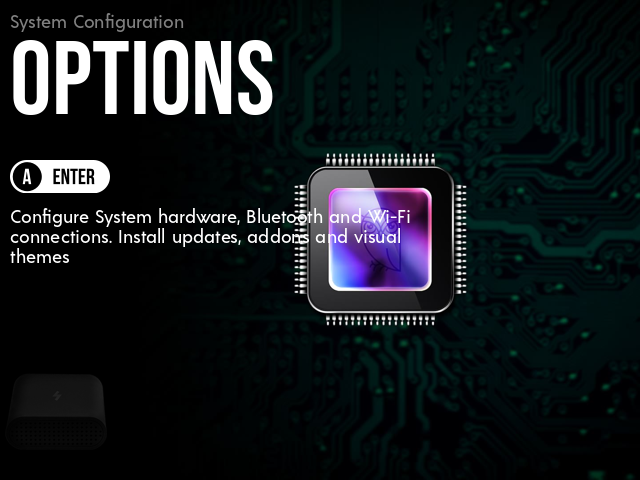 System Configuration
OPTIONS
A ENTER
Configure System hardware, Bluetooth and Wi-Fi
connections. Install updates, addons and visual
themes